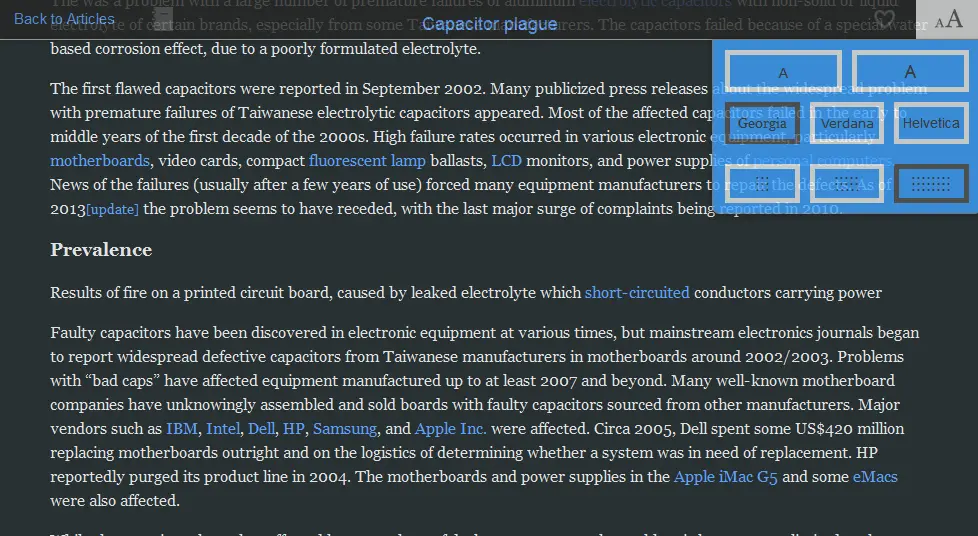 The was a problem with a large number of premature failures of aluminum electrolytic capacitors with non-solid or liquid
Back to Articles
Capacitor plague
A A
electrolyte of certain brands, especially from some Taiwanese manufacturers. The capacitors failed because of a special water
based corrosion effect, due to a poorly formulated electrolyte.
A
A
Georgia
Verdana
Helvetica
The first flawed capacitors were reported in September 2002. Many publicized press releases about the widespread problem
with premature failures of Taiwanese electrolytic capacitors appeared. Most of the affected capacitors failed in the early to
middle years of the first decade of the 2000s. High failure rates occurred in various electronic equipment, particularly
motherboards, video cards, compact fluorescent lamp ballasts, LCD monitors, and power supplies of personal computers.
News of the failures (usually after a few years of use) forced many equipment manufacturers to repair the defects. As of
2013[update] the problem seems to have receded, with the last major surge of complaints being reported in 2010.
Prevalence
Results of fire on a printed circuit board, caused by leaked electrolyte which short-circuited conductors carrying power
Faulty capacitors have been discovered in electronic equipment at various times, but mainstream electronics journals began
to report widespread defective capacitors from Taiwanese manufacturers in motherboards around 2002/2003. Problems
with “bad caps” have affected equipment manufactured up to at least 2007 and beyond. Many well-known motherboard
companies have unknowingly assembled and sold boards with faulty capacitors sourced from other manufacturers. Major
vendors such as IBM, Intel, Dell, HP, Samsung, and Apple Inc. were affected. Circa 2005, Dell spent some US$420 million
replacing motherboards outright and on the logistics of determining whether a system was in need of replacement. HP
reportedly purged its product line in 2004. The motherboards and power supplies in the Apple iMac G5 and some eMacs
were also affected.